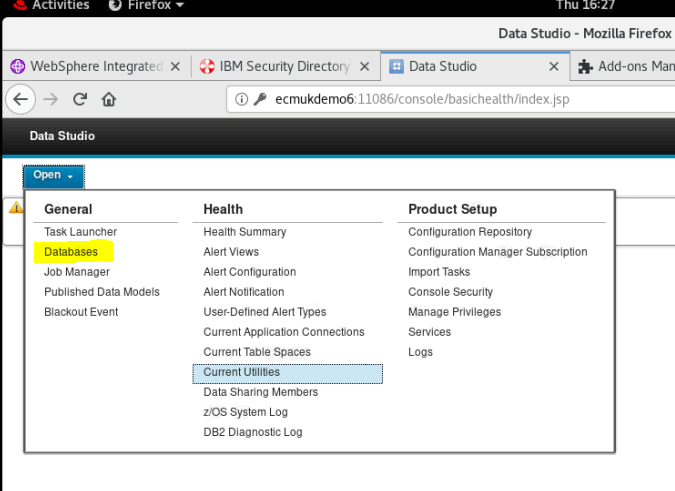 Activities Firefox Thu 16:27
Data Studio - Mozilla Firefox
WebSphere Integrated IBM Security Directory Data Studio Add-ons Man
ecmukdemo6:11086/console/basichealth/index.jsp
Data Studio
Open
General
Task Launcher
Databases
Job Manager
Published Data Models
Blackout Event
Health
Health Summary
Alert Views
Alert Configuration
Alert Notification
User-Defined Alert Types
Current Application Connections
Current Table Spaces
Current Utilities
Data Sharing Members
z/OS System Log
DB2 Diagnostic Log
Product Setup
Configuration Repository
Configuration Manager Subscription
Import Tasks
Console Security
Manage Privileges
Services
Logs